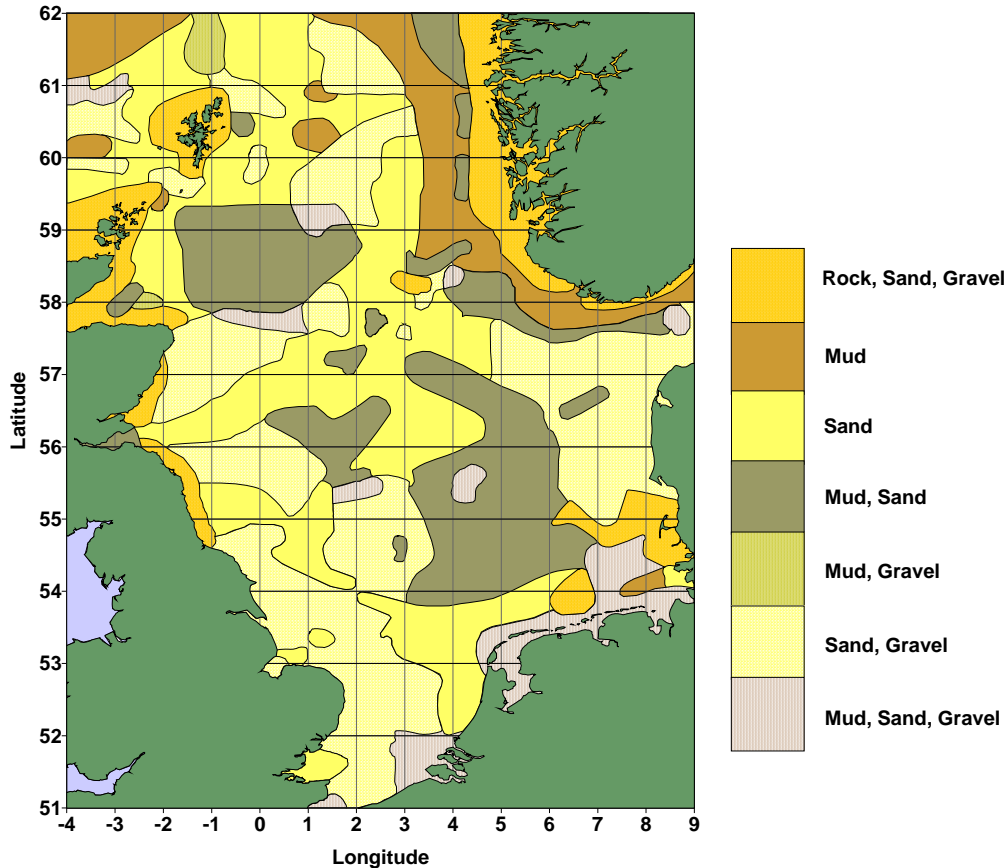 62
61
60
59
58
57
56
55
54
53
52
51
Latitude
-4 -3 -2 -1 0 1 2 3 4 5 6 7 8 9
Longitude
Rock, Sand, Gravel
Mud
Sand
Mud, Sand
Mud, Gravel
Sand, Gravel
Mud, Sand, Gravel